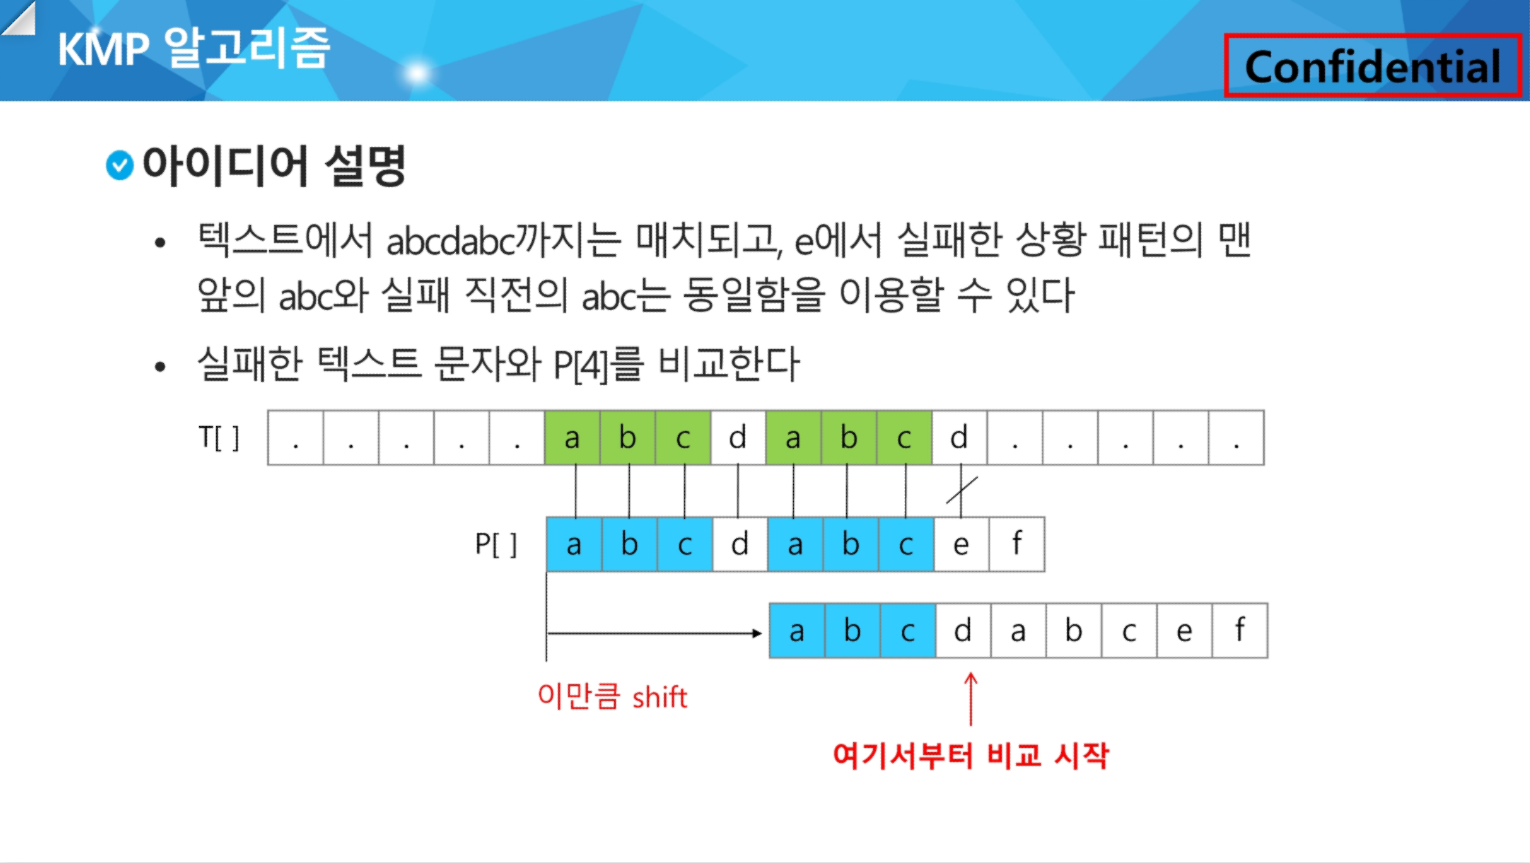 KMP 알고리즘
Confidential
아이디어 설명
• 텍스트에서 abcdabc까지는 매치되고, e에서 실패한 상황 패턴의 맨
앞의 abc와 실패 직전의 abc는 동일함을 이용할 수 있다
• 실패한 텍스트 문자와 P[4]를 비교한다
T[ ] . . . . . a b c d a b c d . . . . .
P[ ] a b c d a b c e f
a b c d a b c e f
이만큼 shift
여기서부터 비교 시작